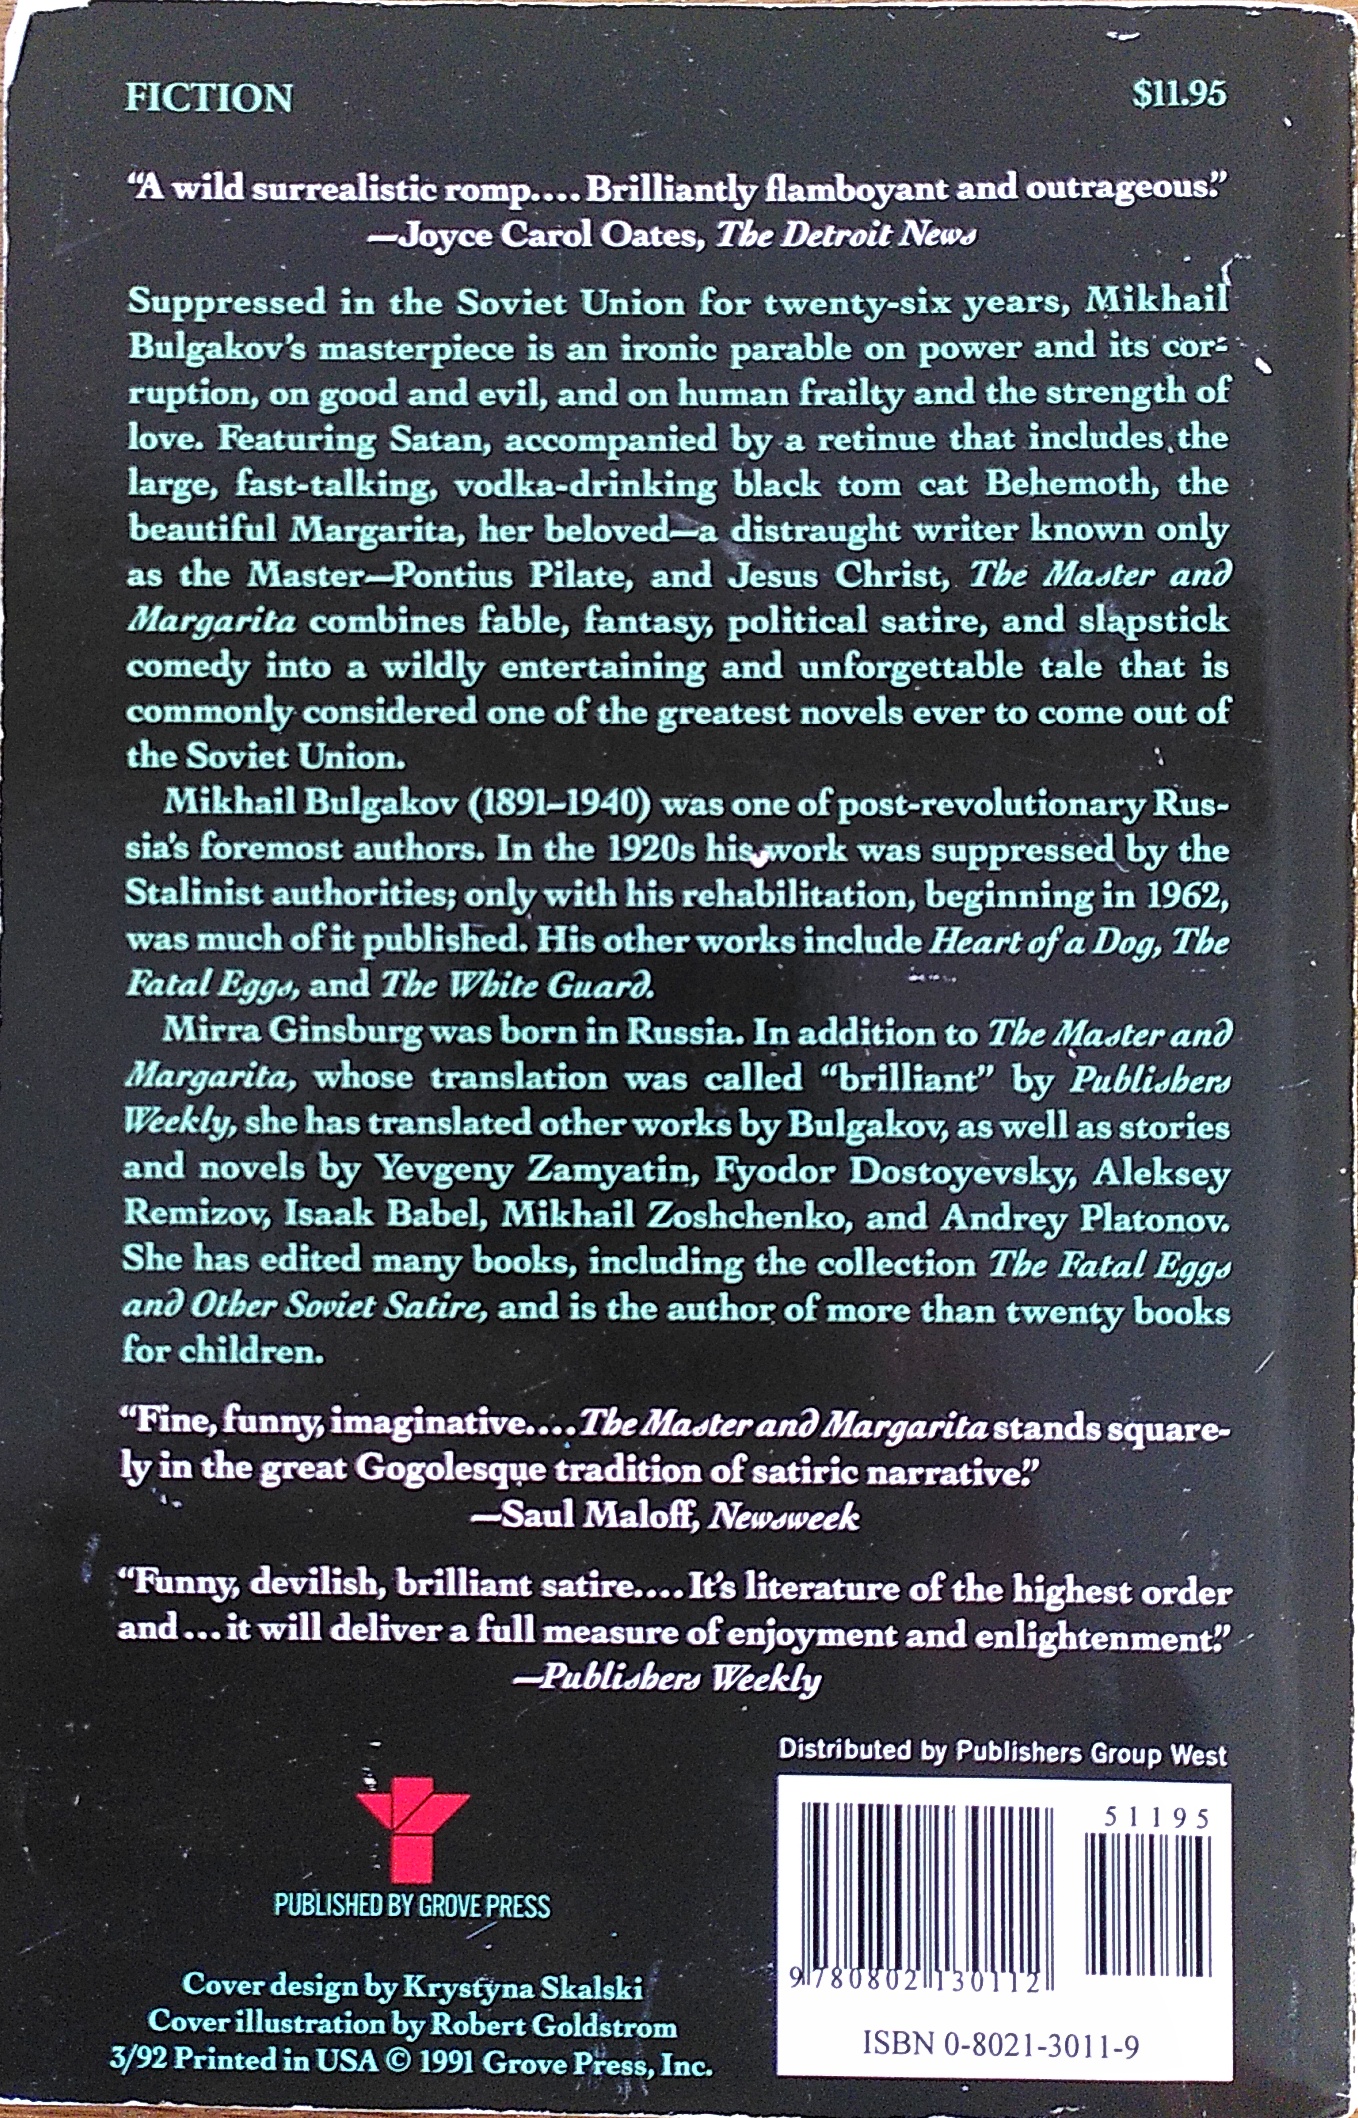 FICTION $11.95
“A wild surrealistic romp.... Brilliantly flamboyant and outrageous.”
—Joyce Carol Oates, The Detroit News
Suppressed in the Soviet Union for twenty-six years, Mikhail
Bulgakov’s masterpiece is an ironic parable on power and its cor-
ruption, on good and evil, and on human frailty and the strength of
love. Featuring Satan, accompanied by a retinue that includes the
large, fast-talking, vodka-drinking black tom cat Behemoth, the
beautiful Margarita, her beloved—a distraught writer known only
as the Master—Pontius Pilate, and Jesus Christ, The Master and
Margarita combines fable, fantasy, political satire, and slapstick
comedy into a wildly entertaining and unforgettable tale that is
commonly considered one of the greatest novels ever to come out of
the Soviet Union.
Mikhail Bulgakov (1891–1940) was one of post-revolutionary Rus-
sia’s foremost authors. In the 1920s his work was suppressed by the
Stalinist authorities; only with his rehabilitation, beginning in 1962,
was much of it published. His other works include Heart of a Dog, The
Fatal Eggs, and The White Guard.
Mirra Ginsburg was born in Russia. In addition to The Master and
Margarita, whose translation was called “brilliant” by Publishers
Weekly, she has translated other works by Bulgakov, as well as stories
and novels by Yevgeny Zamyatin, Fyodor Dostoyevsky, Aleksey
Remizov, Isaak Babel, Mikhail Zoshchenko, and Andrey Platonov.
She has edited many books, including the collection The Fatal Eggs
and Other Soviet Satire, and is the author of more than twenty books
for children.
“Fine, funny, imaginative.... The Master and Margarita stands square-
ly in the great Gogolesque tradition of satiric narrative.”
—Saul Maloff, Newsweek
“Funny, devilish, brilliant satire.... It’s literature of the highest order
and ... it will deliver a full measure of enjoyment and enlightenment.”
—Publishers Weekly
Distributed by Publishers Group West
51195
9 780802 130112
ISBN 0-8021-3011-9
PUBLISHED BY GROVE PRESS
Cover design by Krystyna Skalski
Cover illustration by Robert Goldstrom
3/92 Printed in USA © 1991 Grove Press, Inc.